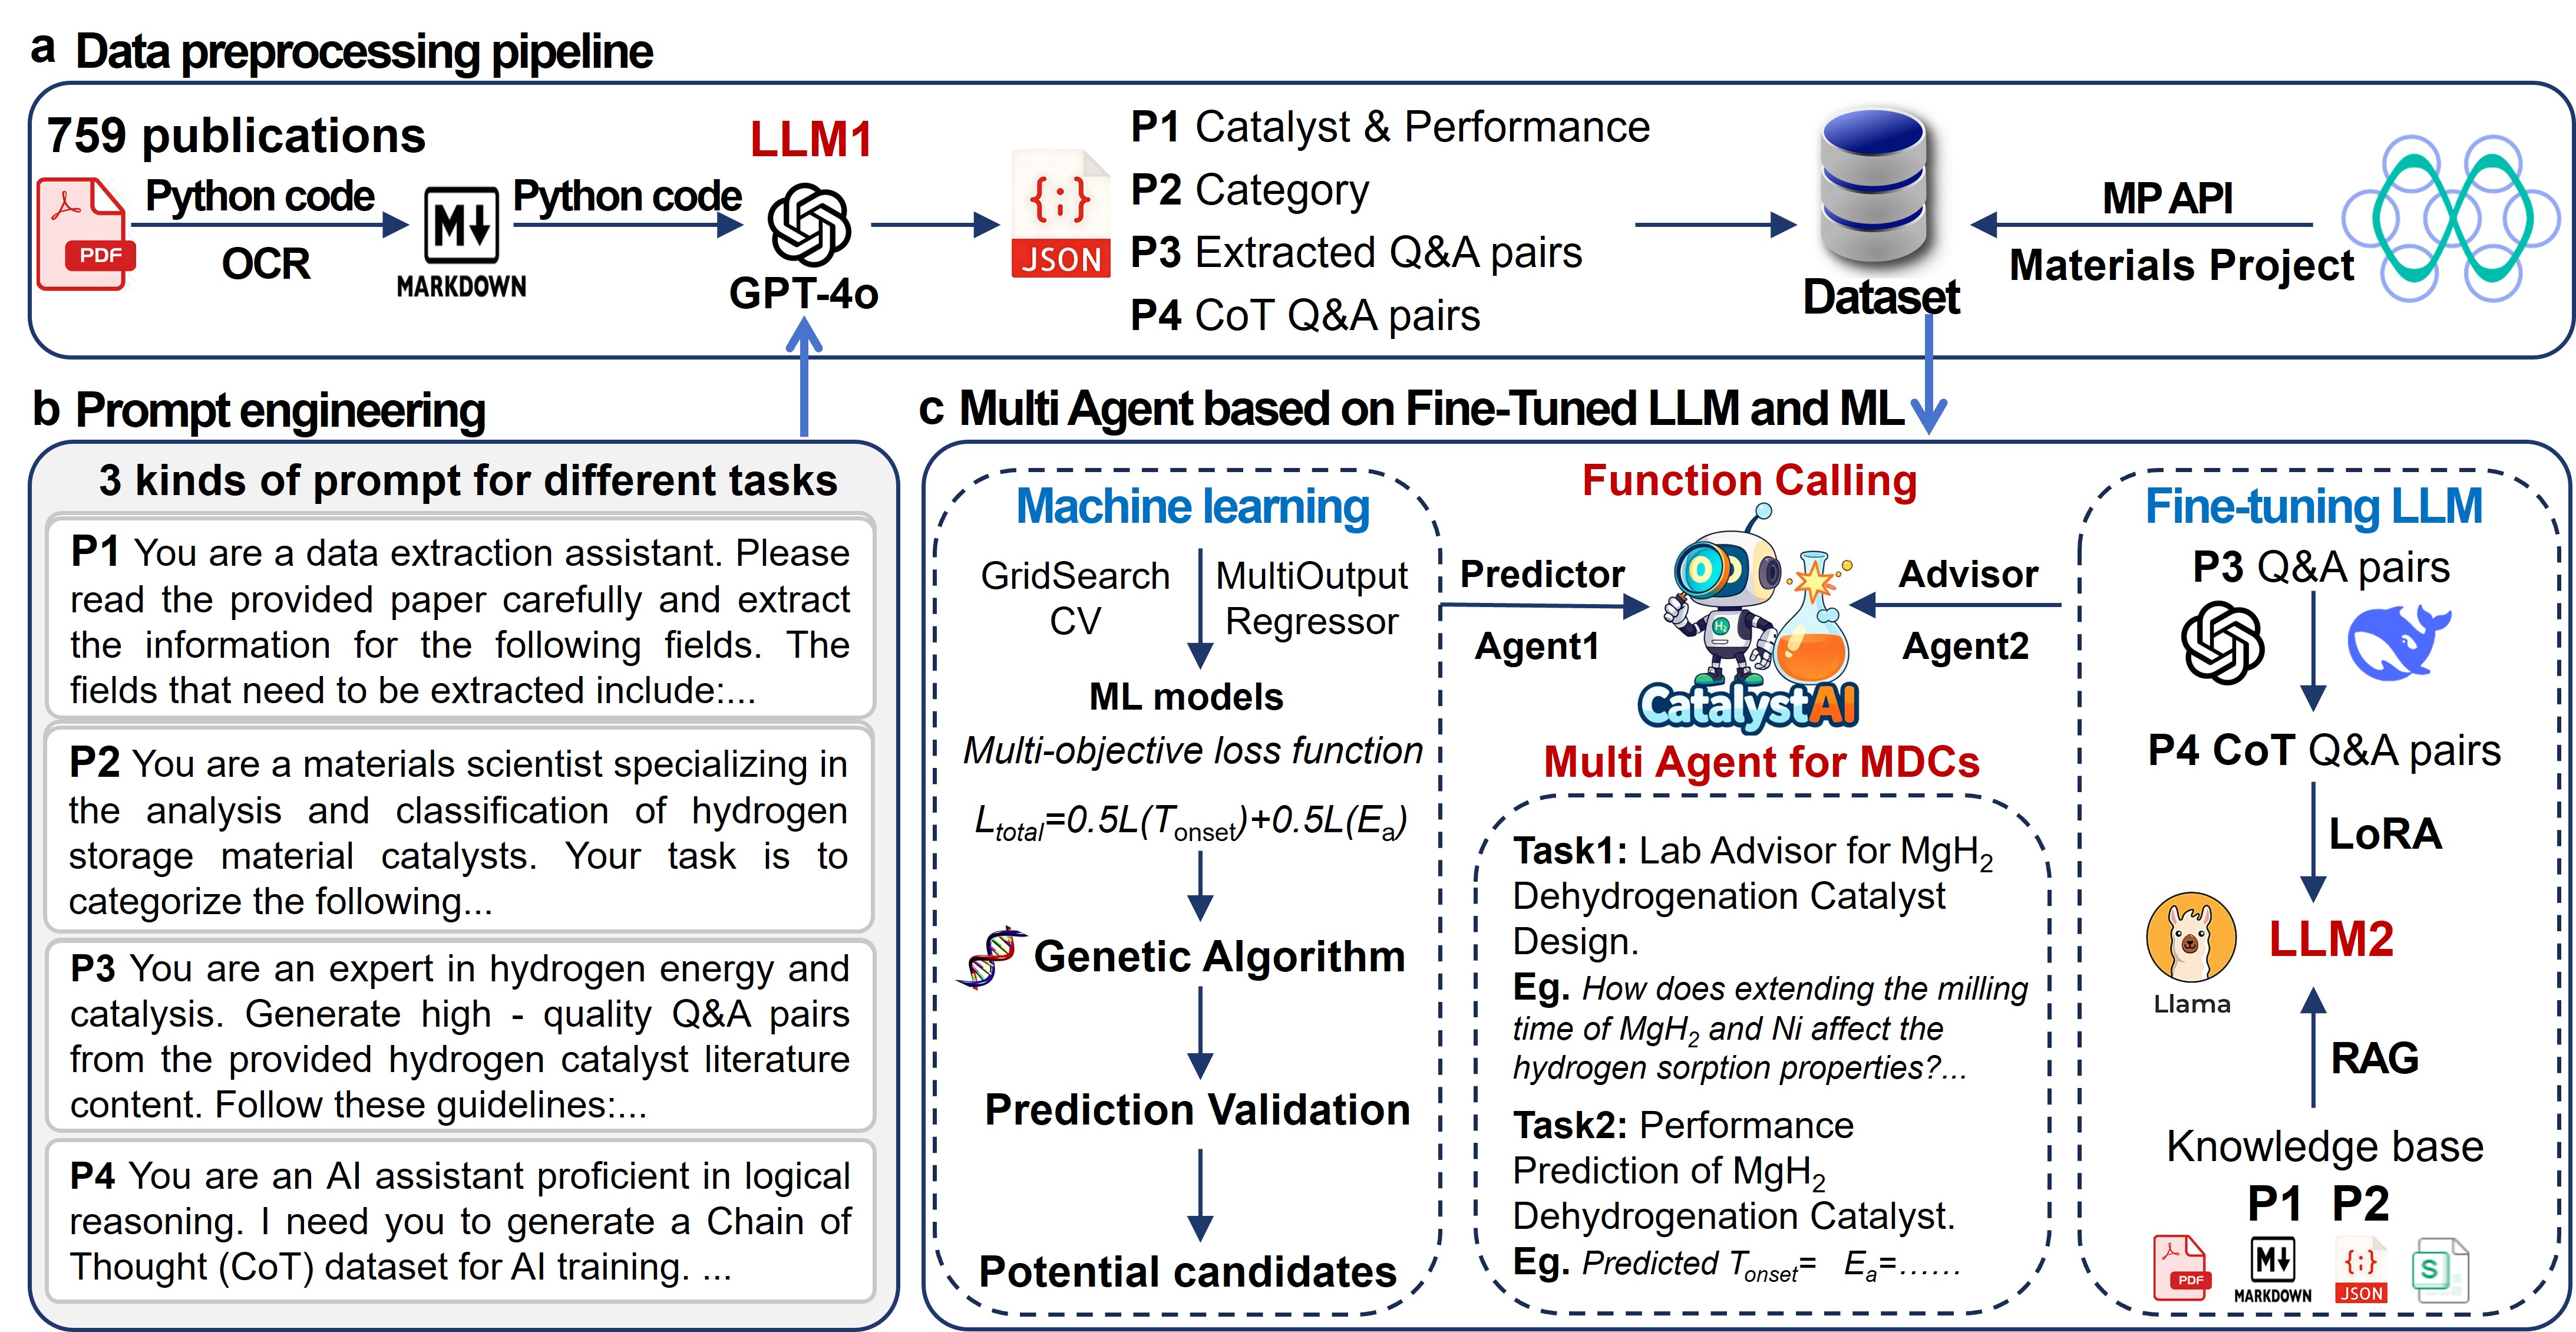 a Data preprocessing pipeline
759 publications
PDF
Python code
OCR
M
MARKDOWN
Python code
LLM1
GPT-4o
{;}
JSON
P1 Catalyst & Performance
P2 Category
P3 Extracted Q&A pairs
P4 CoT Q&A pairs
Dataset
MP API
Materials Project
b Prompt engineering
3 kinds of prompt for different tasks
P1 You are a data extraction assistant. Please
read the provided paper carefully and extract
the information for the following fields. The
fields that need to be extracted include:...
P2 You are a materials scientist specializing in
the analysis and classification of hydrogen
storage material catalysts. Your task is to
categorize the following...
P3 You are an expert in hydrogen energy and
catalysis. Generate high - quality Q&A pairs
from the provided hydrogen catalyst literature
content. Follow these guidelines:...
P4 You are an AI assistant proficient in logical
reasoning. I need you to generate a Chain of
Thought (CoT) dataset for AI training. ...
c Multi Agent based on Fine-Tuned LLM and ML
Machine learning
GridSearch
CV
MultiOutput
Regressor
ML models
Multi-objective loss function
L_total=0.5L(T_onset)+0.5L(E_a)
Genetic Algorithm
Prediction Validation
Potential candidates
Predictor
Agent1
Function Calling
H₂
CatalystAI
Advisor
Agent2
Multi Agent for MDCs
Task1: Lab Advisor for MgH₂
Dehydrogenation Catalyst
Design.
Eg. How does extending the milling
time of MgH₂ and Ni affect the
hydrogen sorption properties?...
Task2: Performance
Prediction of MgH₂
Dehydrogenation Catalyst.
Eg. Predicted T_onset= E_a=......
Fine-tuning LLM
P3 Q&A pairs
P4 CoT Q&A pairs
LoRA
Llama
LLM2
RAG
Knowledge base
P1 P2
PDF
M
MARKDOWN
{;}
JSON
S